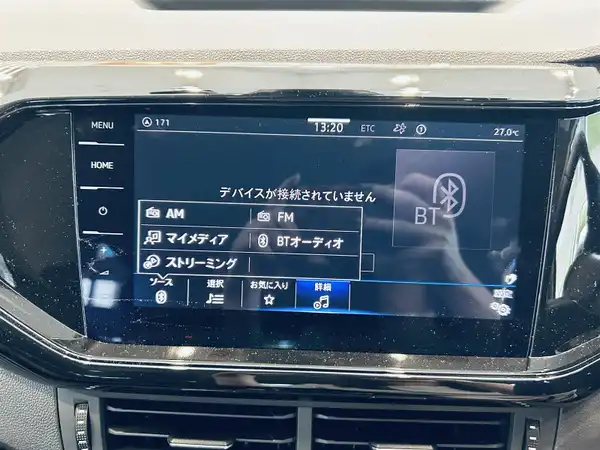 MENU
HOME
171
13:20
ETC
27.0℃
デバイスが接続されていません
BT
AM
FM
マイメディア
BTオーディオ
ストリーミング
ソース
選択
お気に入り
詳細
設定